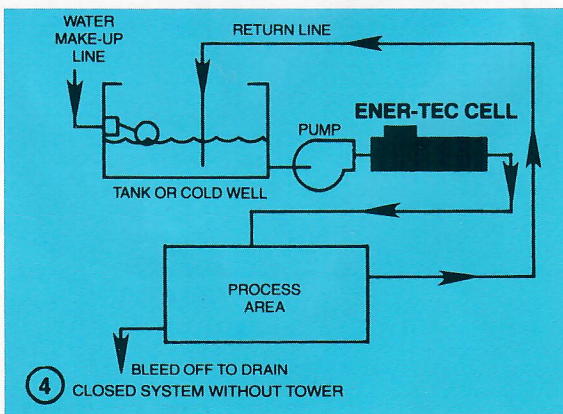 WATER
MAKE-UP
LINE
RETURN LINE
ENER-TEC CELL
PUMP
TANK OR COLD WELL
PROCESS
AREA
BLEED OFF TO DRAIN
4
CLOSED SYSTEM WITHOUT TOWER